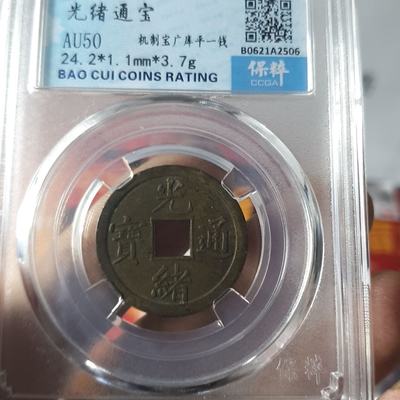 光绪通宝
AU50
机制宝广库平一钱
B0621A2506
24.2*1.1mm*3.7g
保粹
CCGA
BAO CUI COINS RATING
光
寶 通
緒
保粹